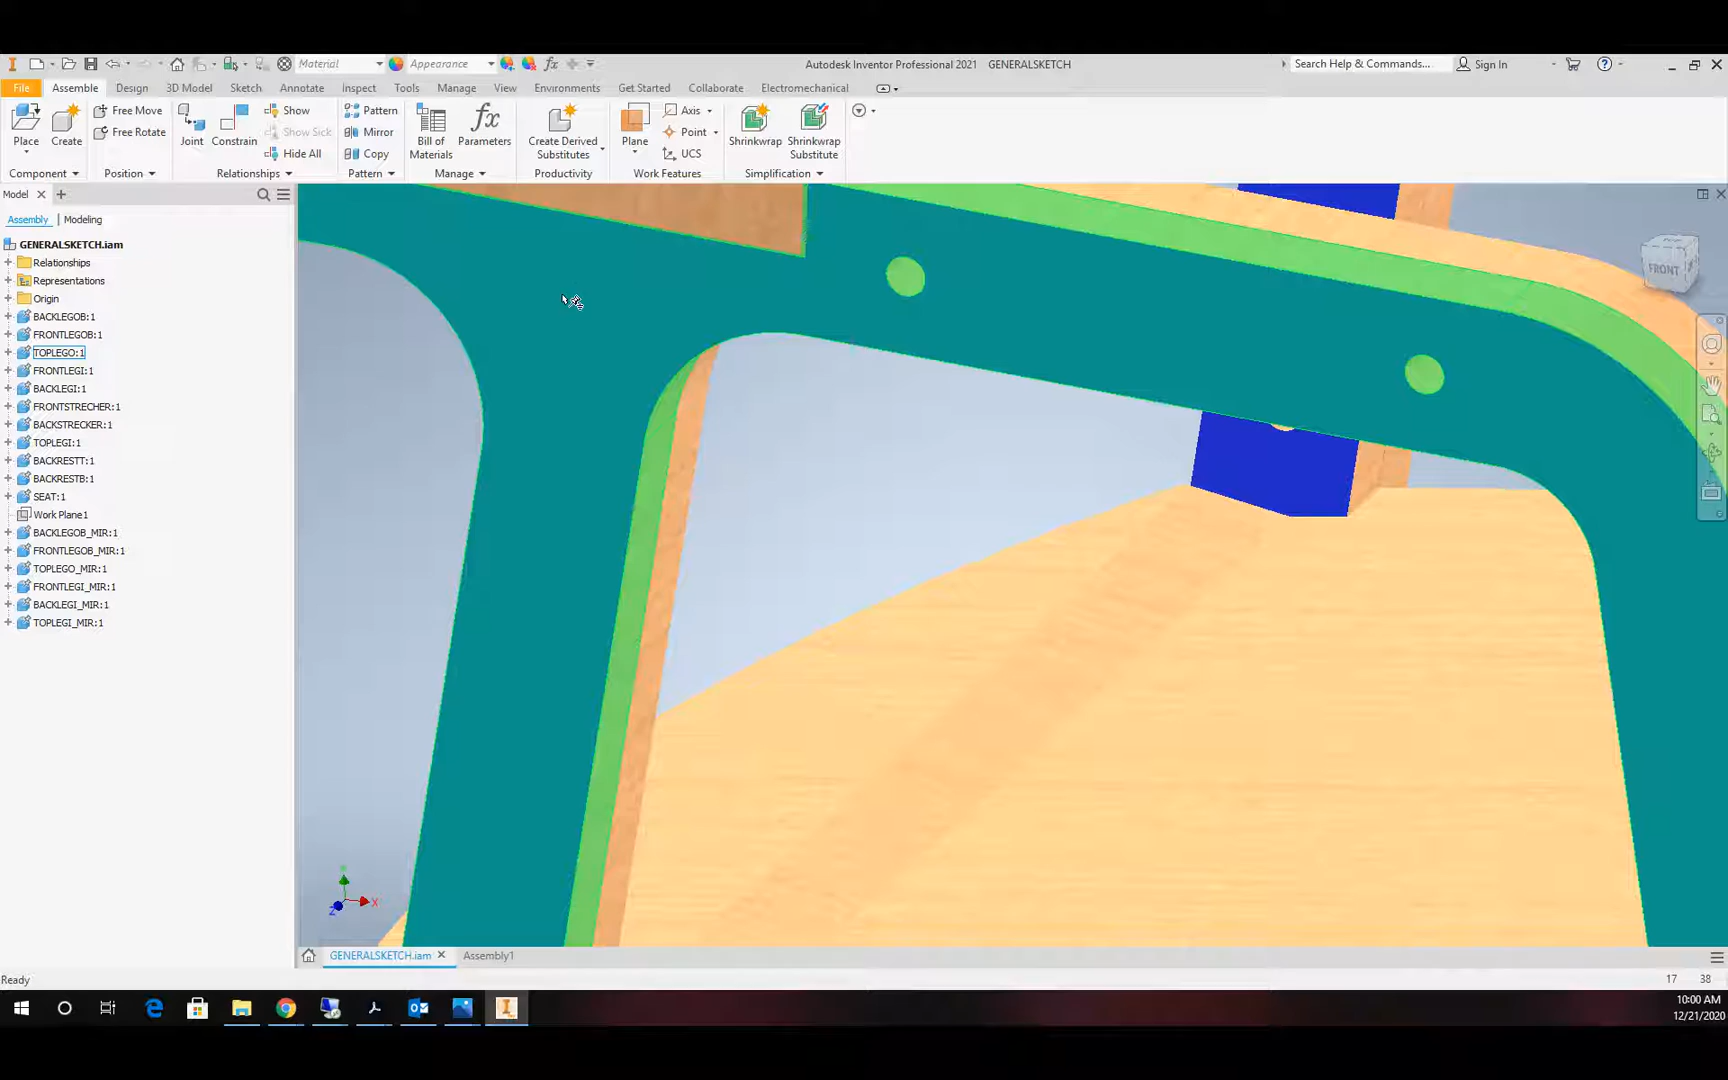 Material
Appearance
Autodesk Inventor Professional 2021 GENERALSKETCH
Search Help & Commands...
Sign In
File Assemble Design 3D Model Sketch Annotate Inspect Tools Manage View Environments Get Started Collaborate Electromechanical
Place
Create
Free Move
Free Rotate
Joint
Constrain
Show
Show Sick
Hide All
Pattern
Mirror
Copy
Bill of
Materials
Parameters
Create Derived
Substitutes
Plane
Axis
Point
UCS
Shrinkwrap
Shrinkwrap
Substitute
Component Position Relationships Pattern Manage Productivity Work Features Simplification
Model
Assembly Modeling
GENERALSKETCH.iam
Relationships
Representations
Origin
BACKLEGOB:1
FRONTLEGOB:1
TOPLEGO:1
FRONTLEGI:1
BACKLEGI:1
FRONTSTRECHER:1
BACKSTRECKER:1
TOPLEGI:1
BACKRESTT:1
BACKRESTB:1
SEAT:1
Work Plane1
BACKLEGOB_MIR:1
FRONTLEGOB_MIR:1
TOPLEGO_MIR:1
FRONTLEGI_MIR:1
BACKLEGI_MIR:1
TOPLEGI_MIR:1
FRONT
X
Z
GENERALSKETCH.iam
Assembly1
Ready
17 38
10:00 AM
12/21/2020